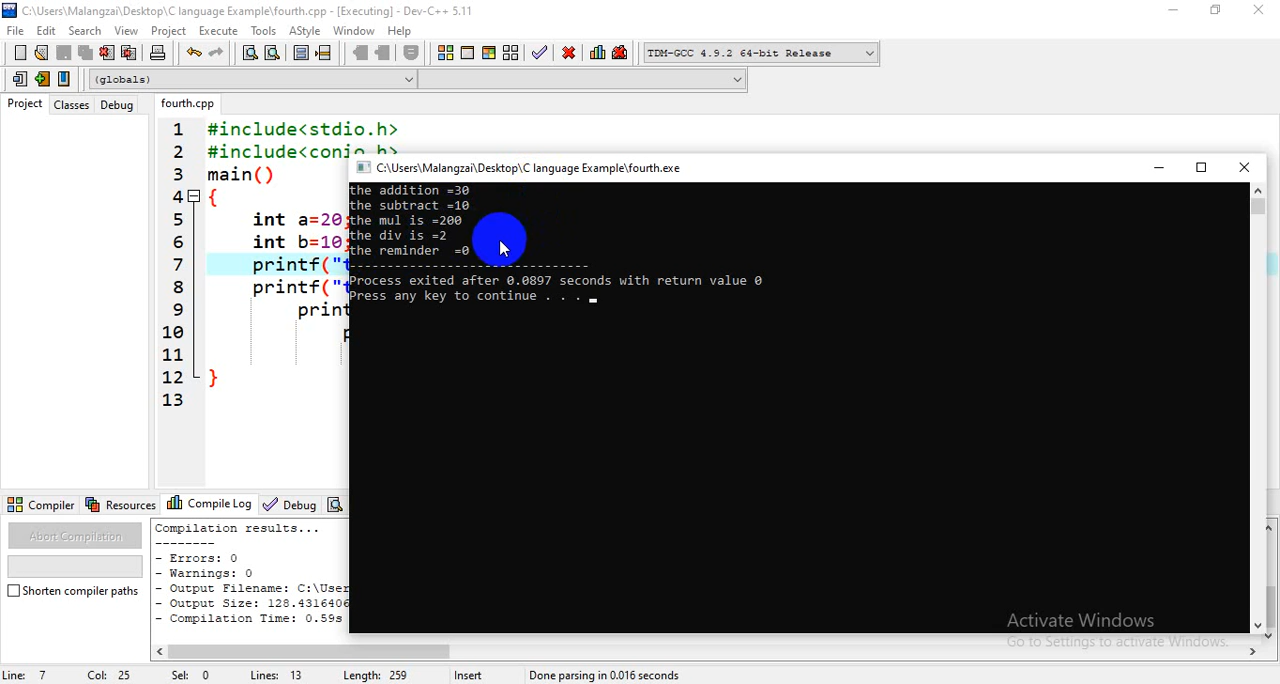 C:\Users\Malangzai\Desktop\C language Example\fourth.cpp - [Executing] - Dev-C++ 5.11
File Edit Search View Project Execute Tools AStyle Window Help
TDM-GCC 4.9.2 64-bit Release
(globals)
Project Classes Debug fourth.cpp
1 #include<stdio.h>
2 #include<conio.h>
3 main()
4 {
5 int a=20;
6 int b=10;
7 printf("t
8 printf("t
9 print
10 p
11
12 }
13
C:\Users\Malangzai\Desktop\C language Example\fourth.exe
the addition =30
the subtract =10
the mul is =200
the div is =2
the reminder =0
--------------------------------
Process exited after 0.0897 seconds with return value 0
Press any key to continue . . .
Compiler Resources Compile Log Debug
Abort Compilation
Shorten compiler paths
Compilation results...
--------
- Errors: 0
- Warnings: 0
- Output Filename: C:\User
- Output Size: 128.4316406
- Compilation Time: 0.59s
Activate Windows
Go to Settings to activate Windows.
Line: 7 Col: 25 Sel: 0 Lines: 13 Length: 259 Insert Done parsing in 0.016 seconds